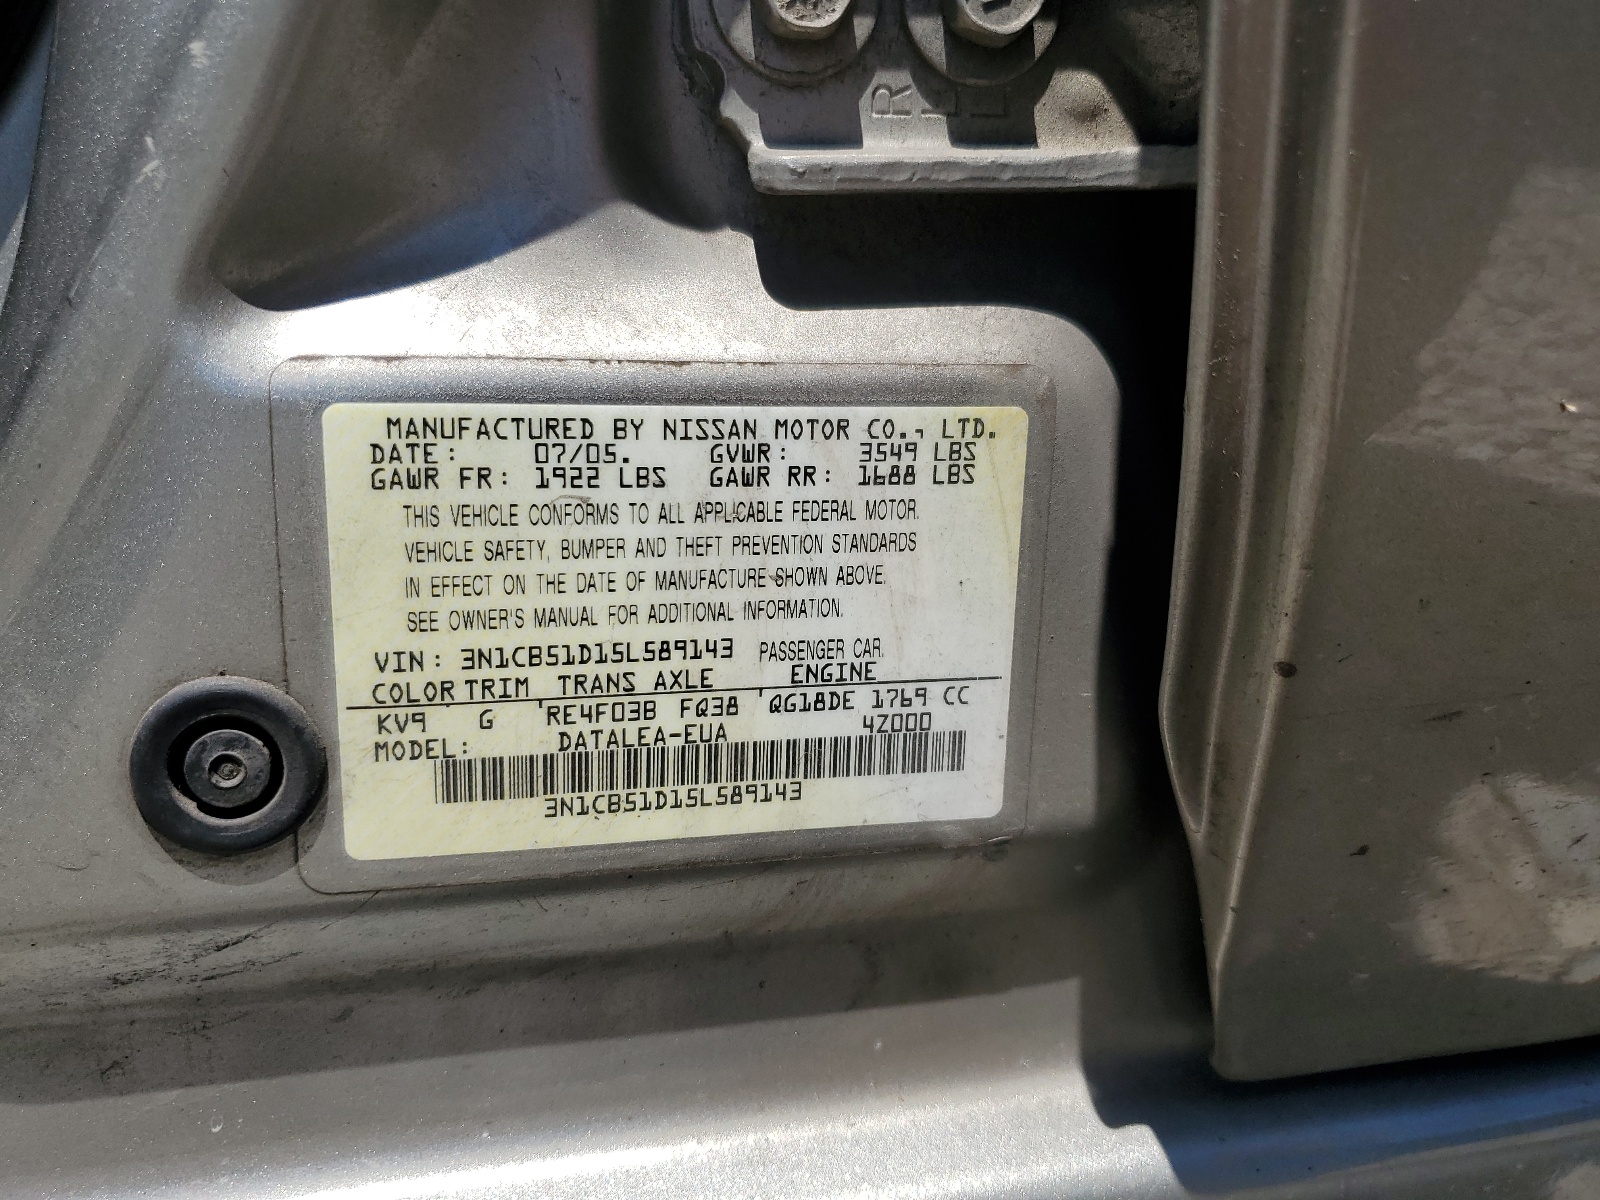 R
L
MANUFACTURED BY NISSAN MOTOR CO., LTD.
DATE: 07/05. GVWR: 3549 LBS
GAWR FR: 1922 LBS GAWR RR: 1688 LBS
THIS VEHICLE CONFORMS TO ALL APPLICABLE FEDERAL MOTOR
VEHICLE SAFETY, BUMPER AND THEFT PREVENTION STANDARDS
IN EFFECT ON THE DATE OF MANUFACTURE SHOWN ABOVE.
SEE OWNER'S MANUAL FOR ADDITIONAL INFORMATION.
VIN: 3N1CB51D15L589143 PASSENGER CAR
COLOR TRIM TRANS AXLE ENGINE
KV9 G RE4F03B FQ38 QG18DE 1769 CC
MODEL: DATALEA-EUA 4Z000
3N1CB51D15L589143